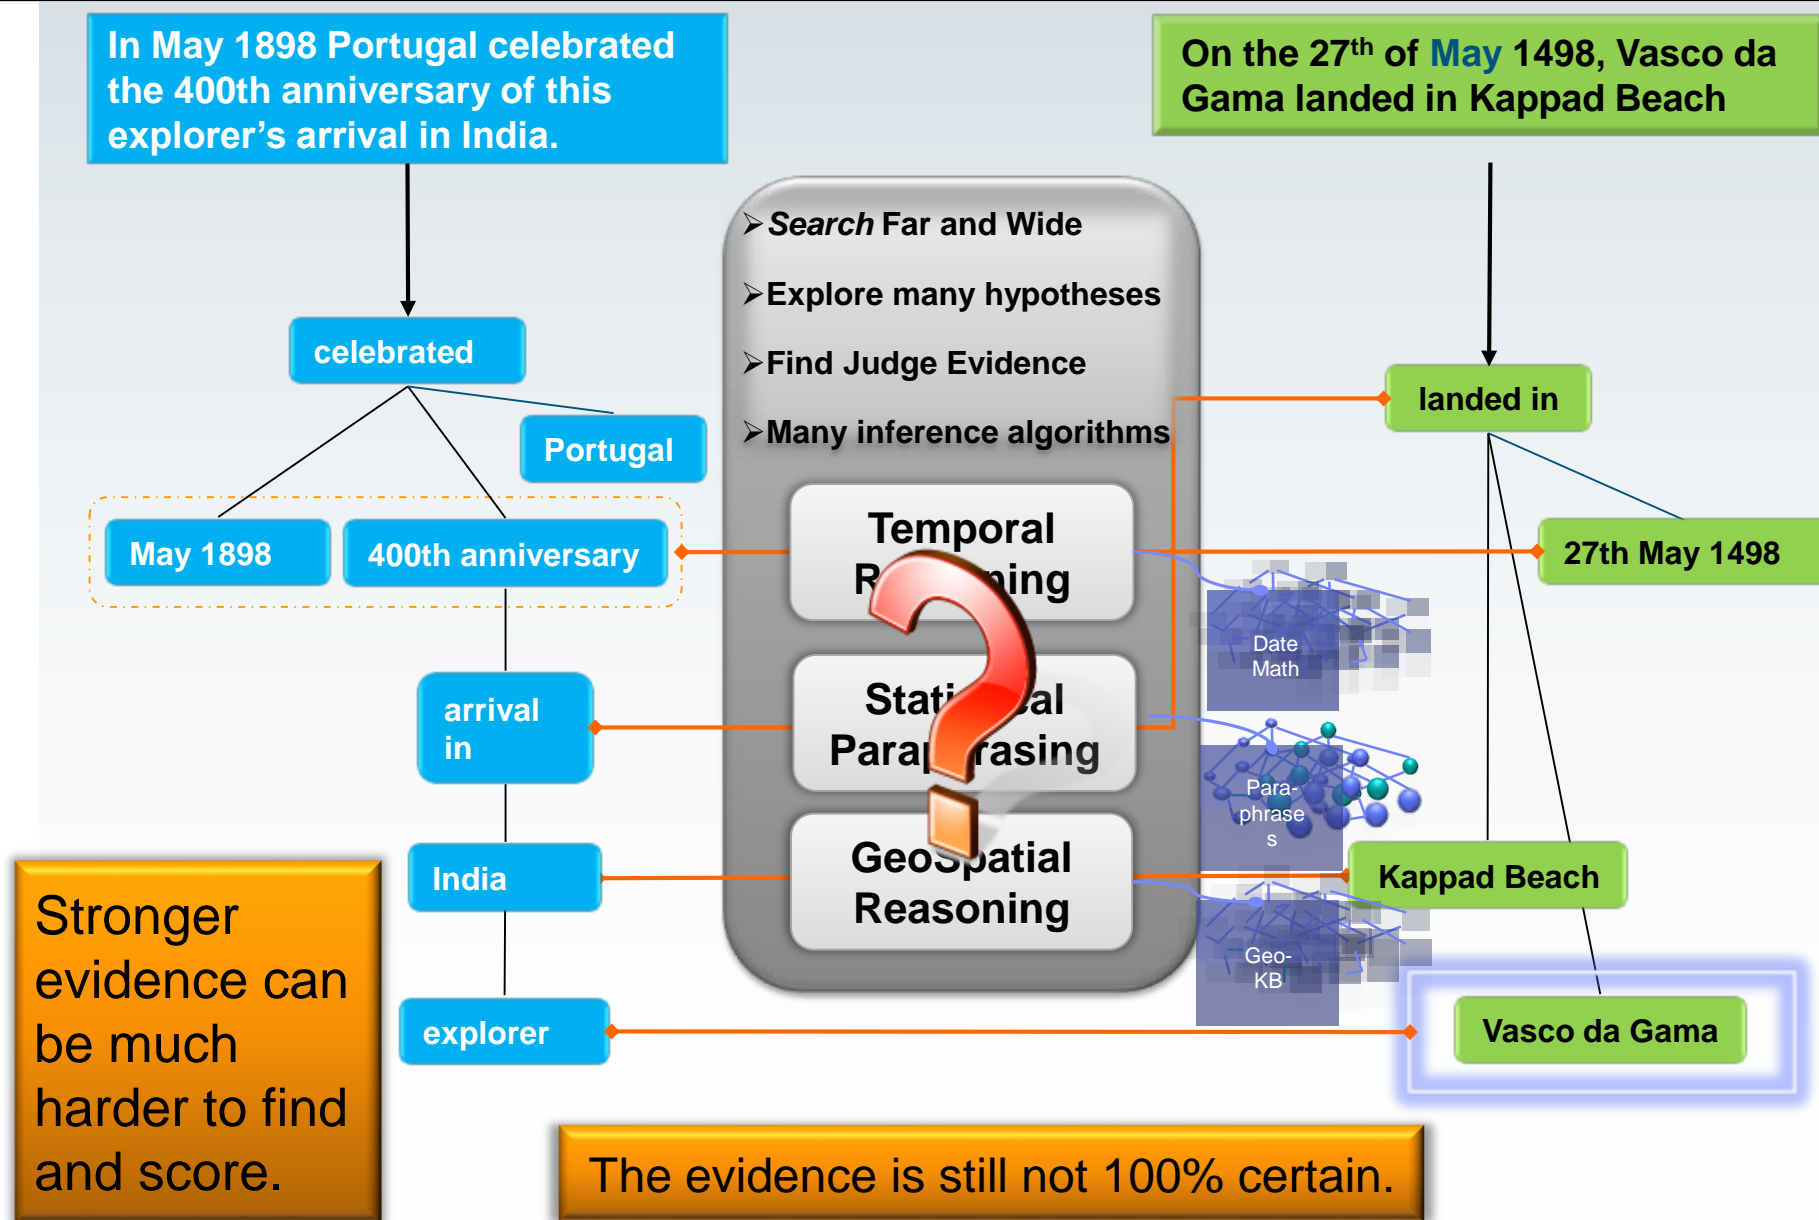 In May 1898 Portugal celebrated
the 400th anniversary of this
explorer's arrival in India.
On the 27th of May 1498, Vasco da
Gama landed in Kappad Beach
➢Search Far and Wide
➢Explore many hypotheses
➢Find Judge Evidence
➢Many inference algorithms
celebrated
Portugal
May 1898
400th anniversary
arrival
in
India
explorer
Temporal
Paraphrasing
GeoSpatial
Reasoning
Date
Math
Para-
phrase
s
Geo-
KB
landed in
27th May 1498
Kappad Beach
Vasco da Gama
Stronger
evidence can
be much
harder to find
and score.
The evidence is still not 100% certain.